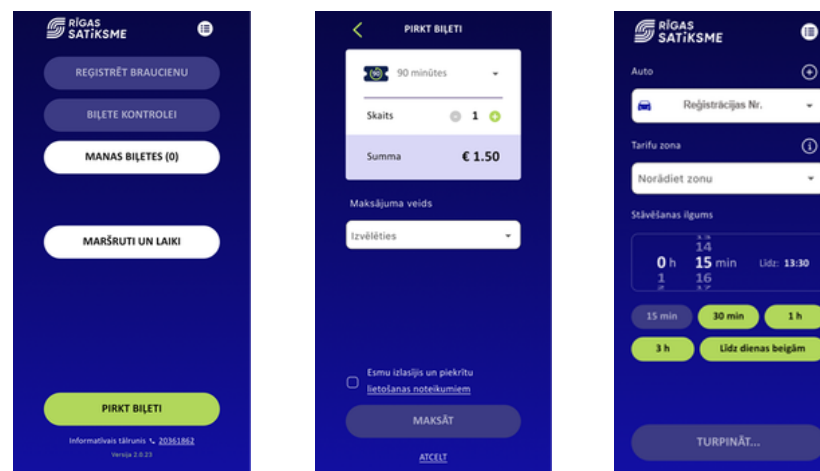 RĪGAS
SATIKSME
REĢISTRĒT BRAUCIENU
BIĻETE KONTROLEI
MANAS BIĻETES (0)
MARŠRUTI UN LAIKI
PIRKT BIĻETI
Informatīvais tālrunis 20361862
Versija 2.0.23
PIRKT BIĻETI
90 90 minūtes
Skaits 1
Summa € 1.50
Maksājuma veids
Izvēlēties
Esmu izlasījis un piekrītu
lietošanas noteikumiem
MAKSĀT
ATCELT
RĪGAS
SATIKSME
Auto
Reģistrācijas Nr.
Tarifu zona
Norādiet zonu
Stāvēšanas ilgums
14
0 h 15 min Līdz: 13:30
1 16
15 min 30 min 1 h
3 h Līdz dienas beigām
TURPINĀT...